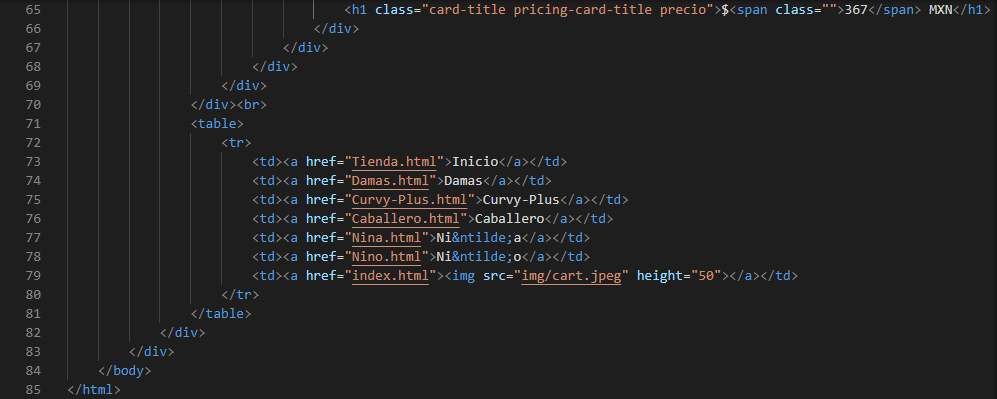 65 <h1 class="card-title pricing-card-title precio">$<span class="">367</span> MXN</h1>
66 </div>
67 </div>
68 </div>
69 </div>
70 </div><br>
71 <table>
72 <tr>
73 <td><a href="Tienda.html">Inicio</a></td>
74 <td><a href="Damas.html">Damas</a></td>
75 <td><a href="Curvy-Plus.html">Curvy-Plus</a></td>
76 <td><a href="Caballero.html">Caballero</a></td>
77 <td><a href="Nina.html">Ni&ntilde;a</a></td>
78 <td><a href="Nino.html">Ni&ntilde;o</a></td>
79 <td><a href="index.html"><img src="img/cart.jpeg" height="50"></a></td>
80 </tr>
81 </table>
82 </div>
83 </div>
84 </body>
85 </html>